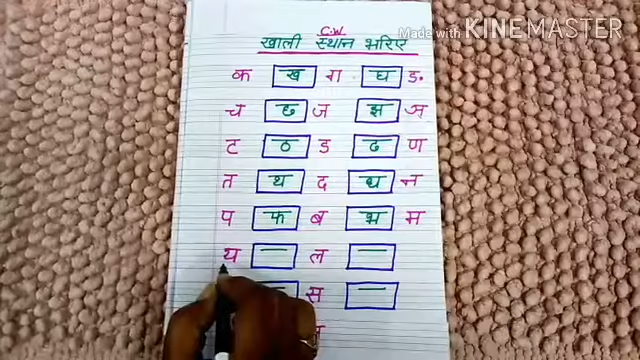 Made with KINEMASTER
C.W
खाली स्थान भरिए
क ख ग घ ङ
च छ ज झ ञ
ट ठ ड ढ ण
त थ द ध न
प फ ब भ म
य ल
स